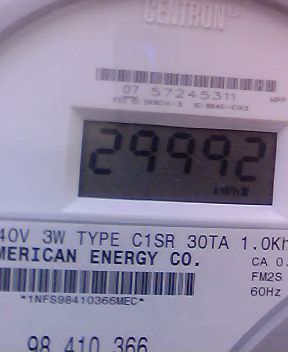 CENTRON®
07 57245311
29992
kWh
40V 3W TYPE C1SR 30TA 1.0Kh
MERICAN ENERGY CO.
CA 0.
FM2S
60Hz
*1NFS98410366MEC*
98 410 366